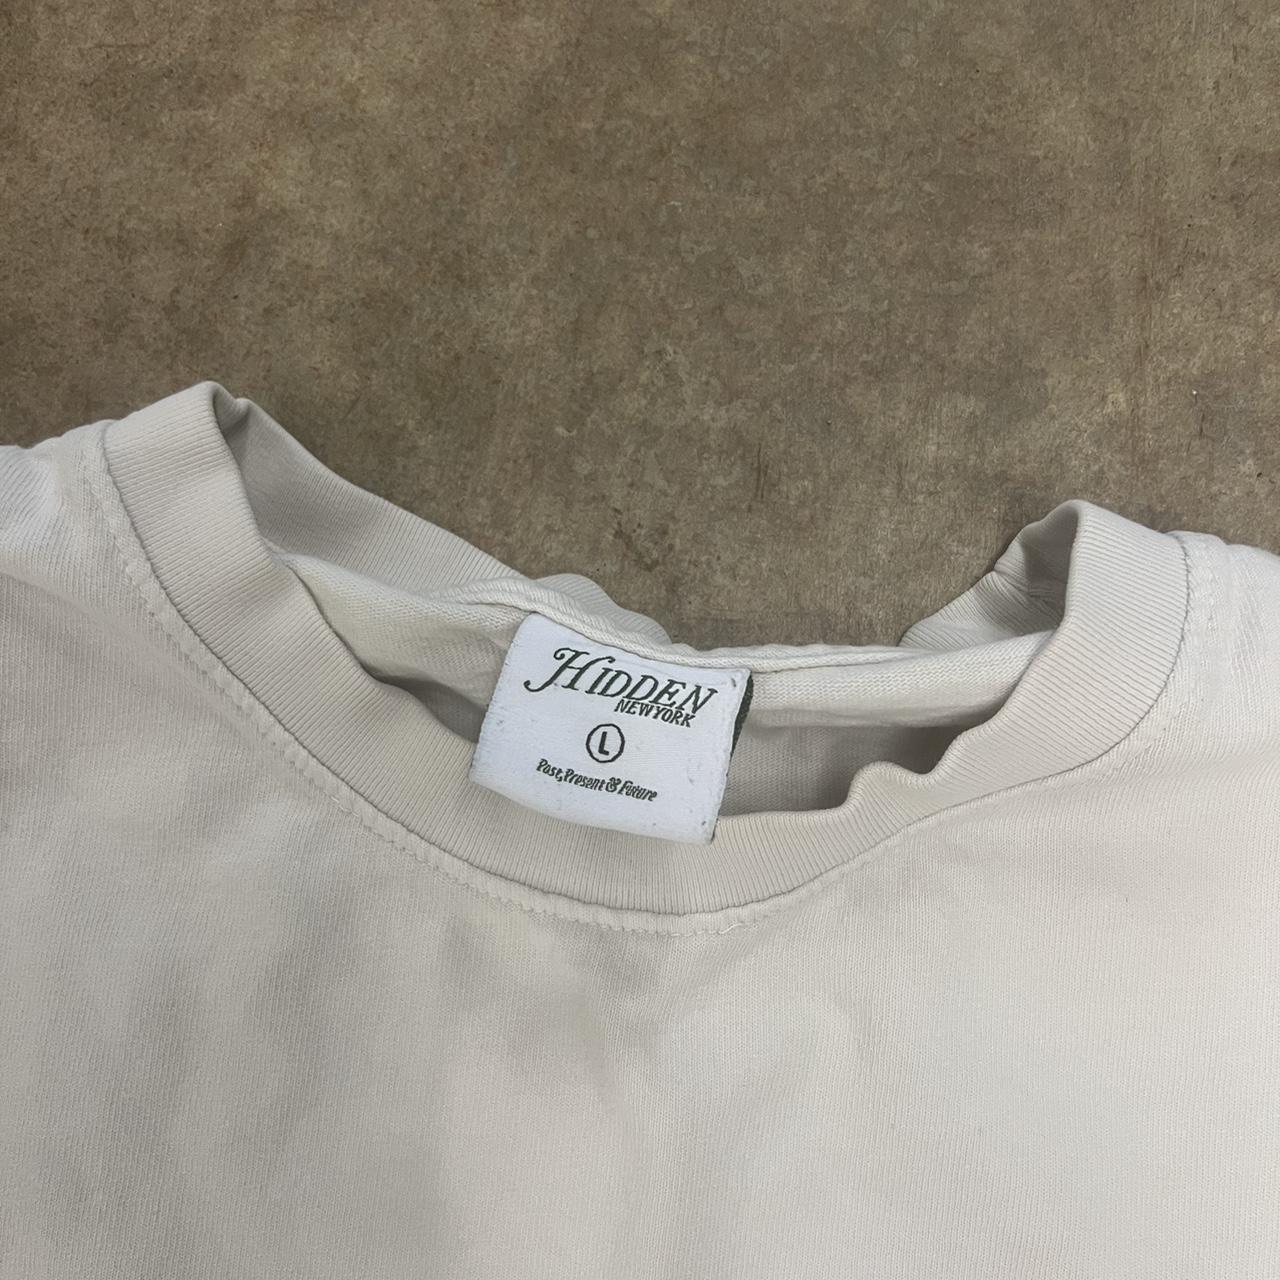 HIDDEN
NEW YORK
L
Past, Present & Future